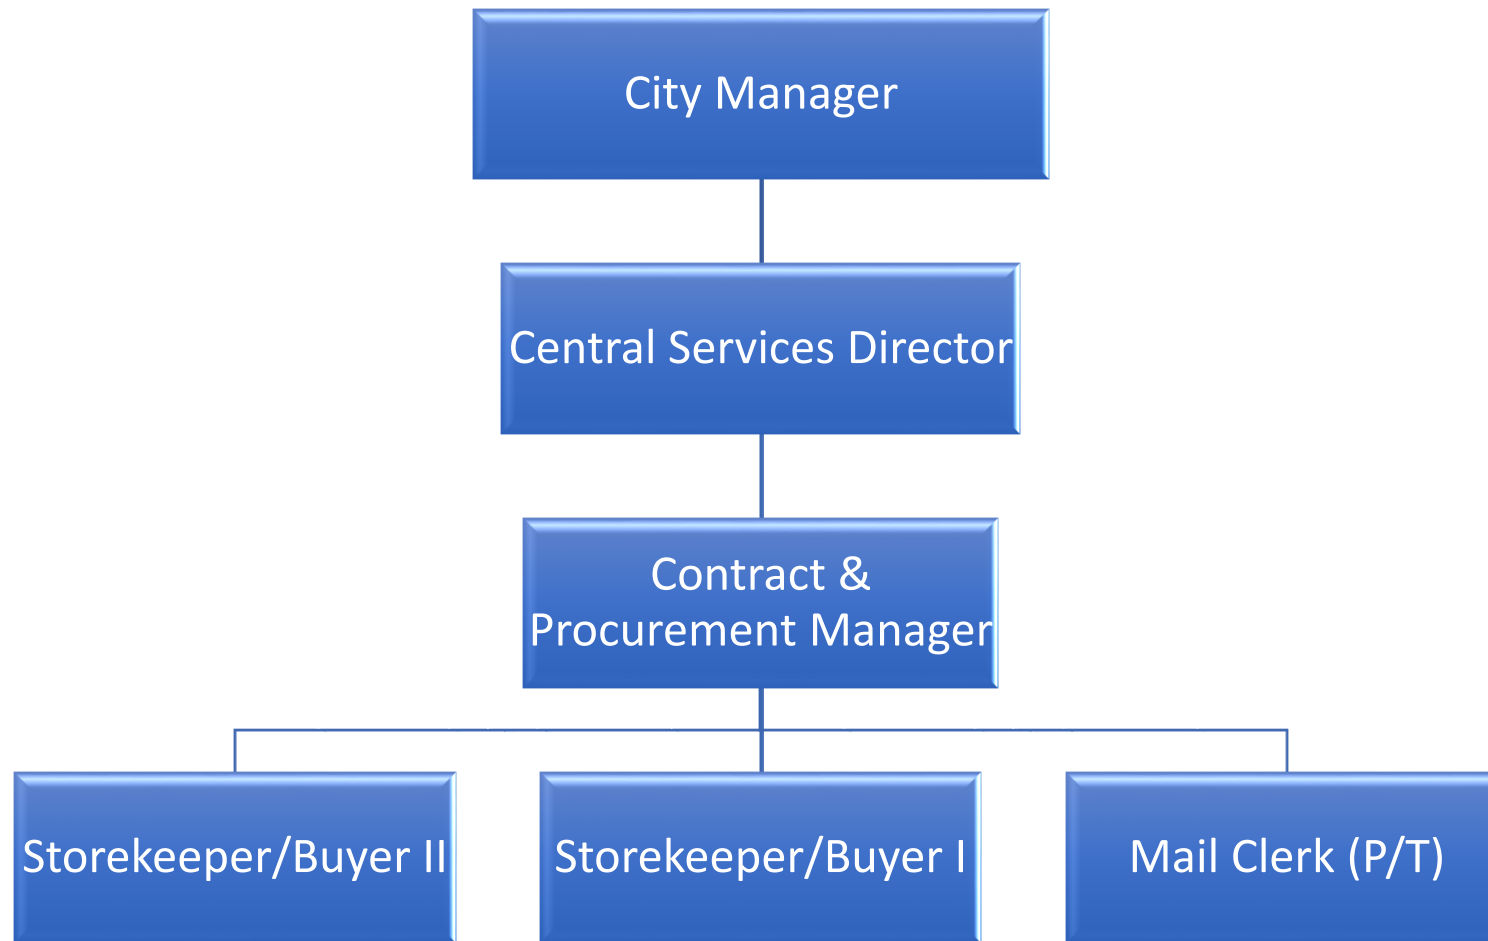 City Manager
Central Services Director
Contract &
Procurement Manager
Storekeeper/Buyer II
Storekeeper/Buyer I
Mail Clerk (P/T)